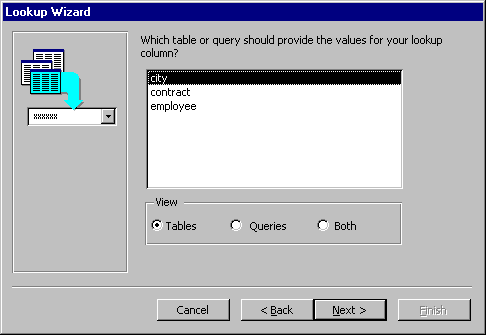 Lookup Wizard
Which table or query should provide the values for your lookup
column?
xxxxxx
city
contract
employee
View
Tables
Queries
Both
Cancel
< Back
Next >
Finish